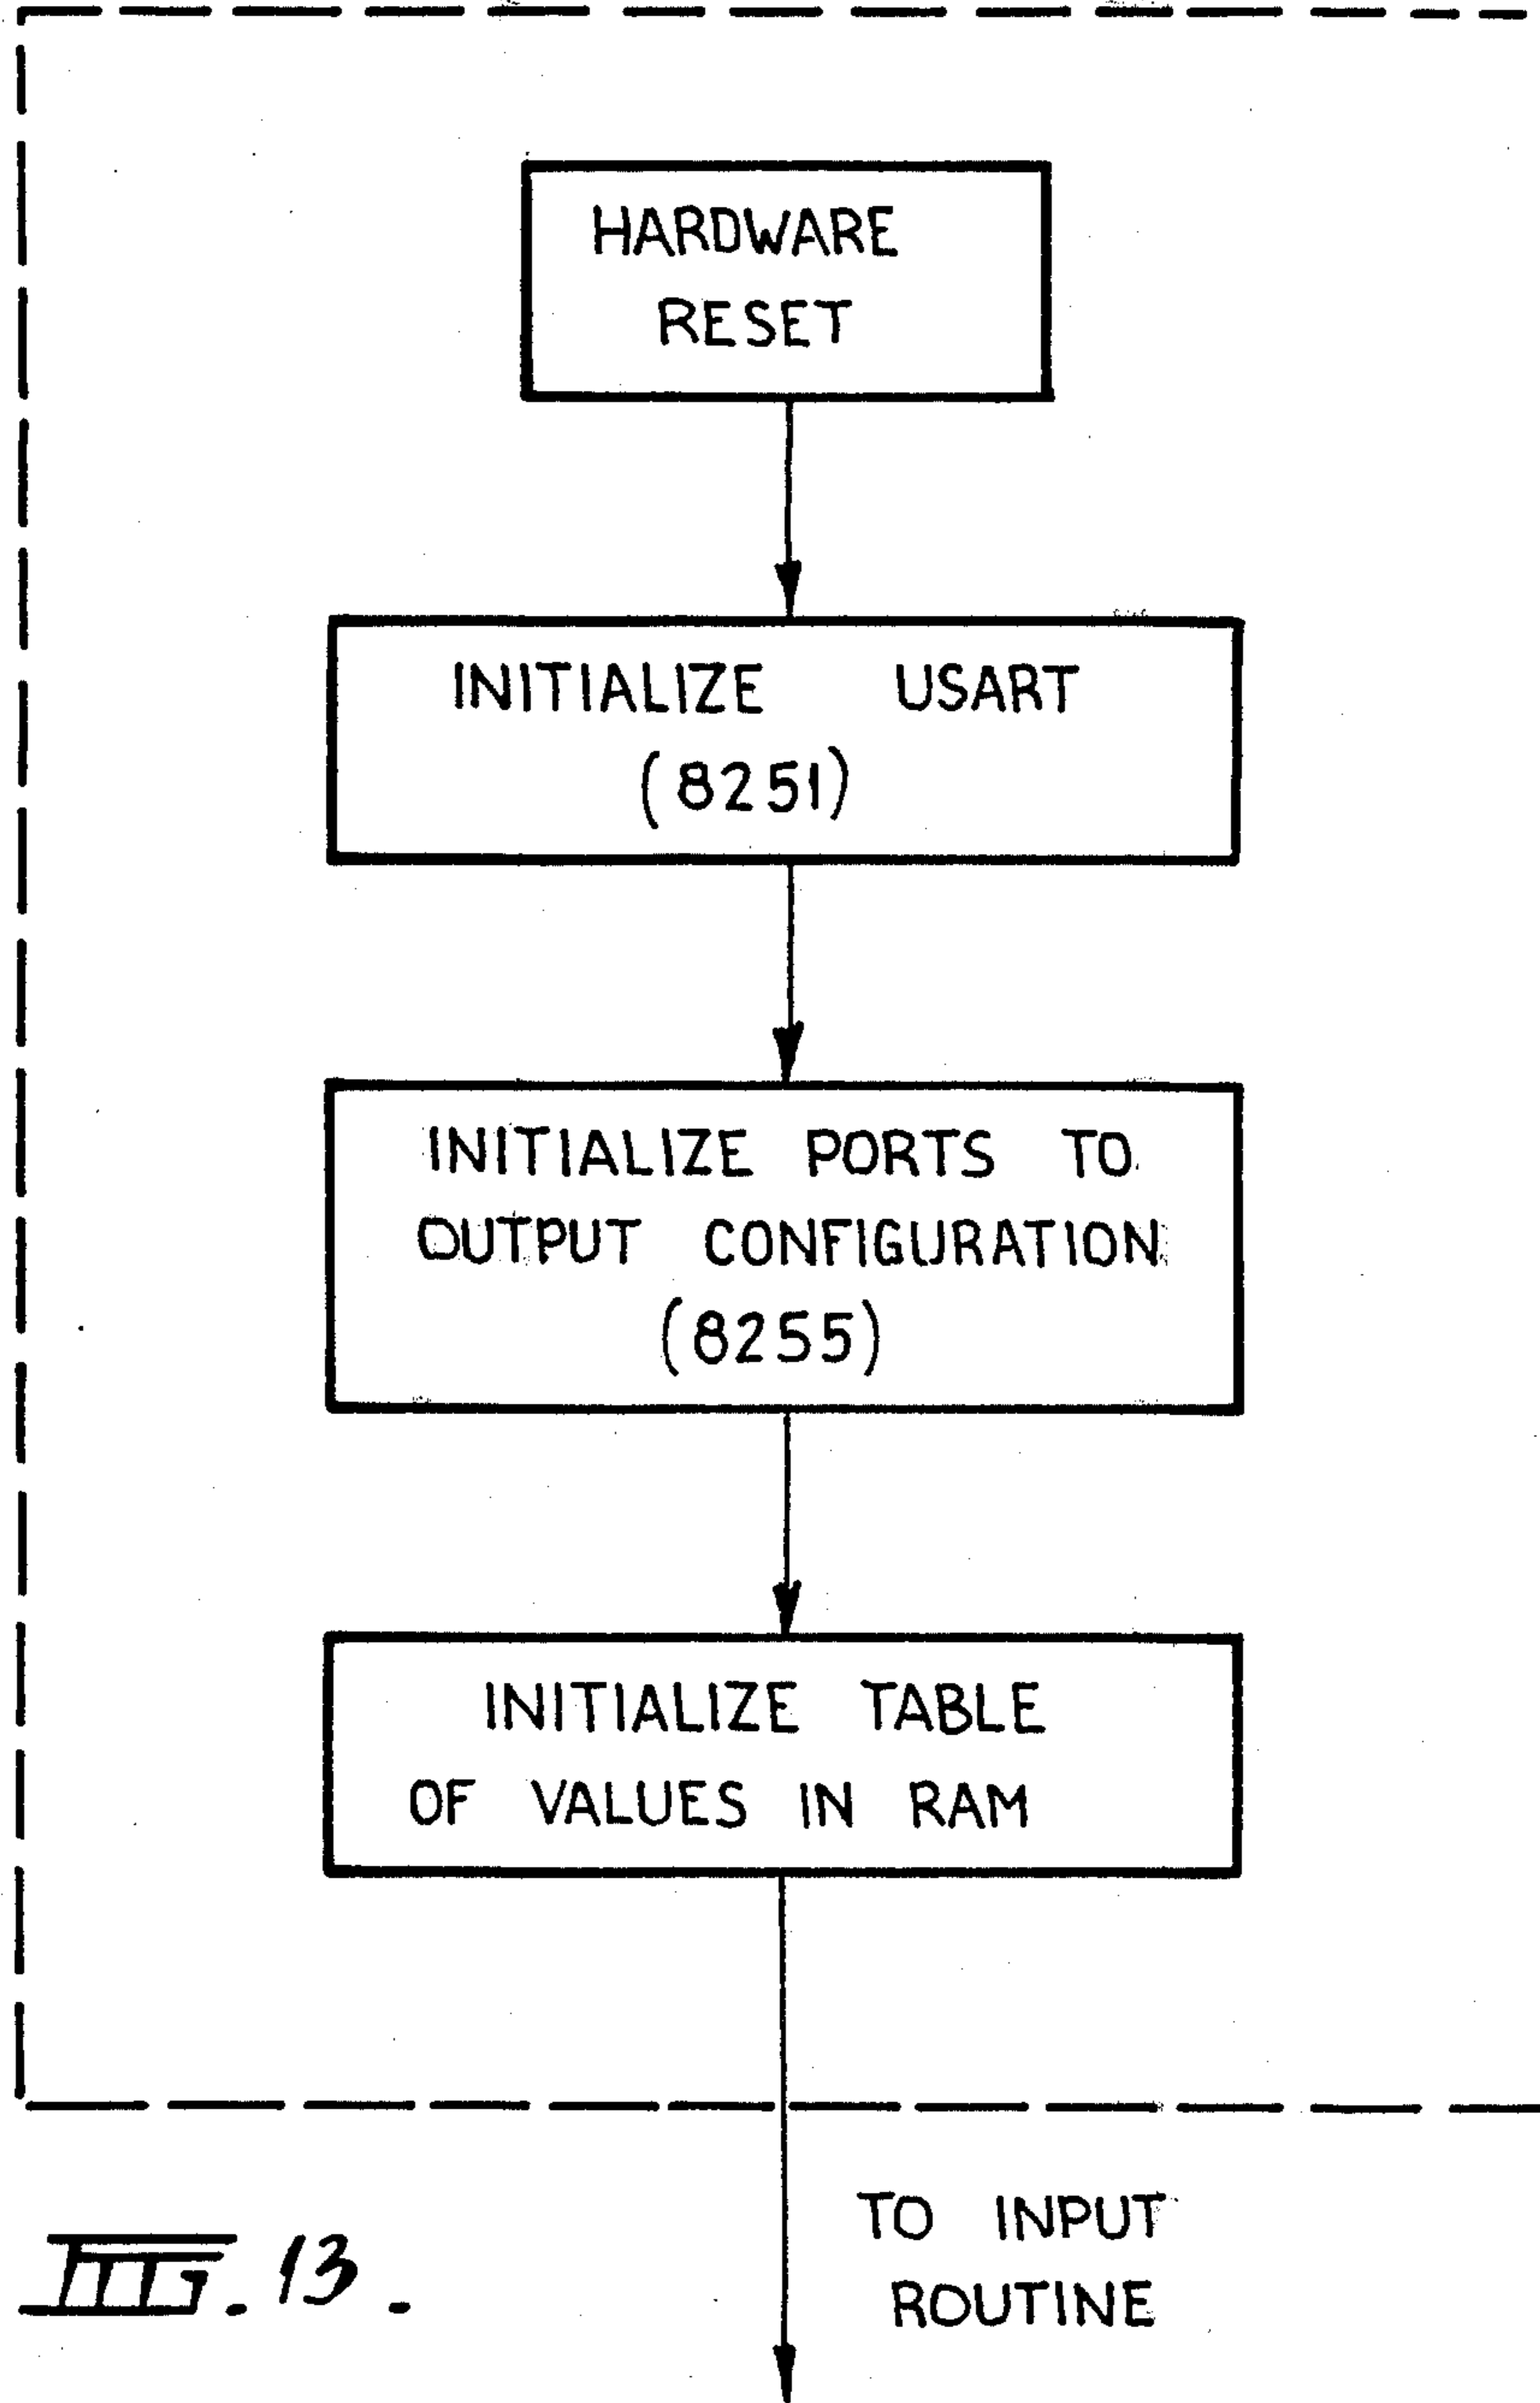 HARDWARE
RESET
INITIALIZE USART
(8251)
INITIALIZE PORTS TO
OUTPUT CONFIGURATION
(8255)
INITIALIZE TABLE
OF VALUES IN RAM
TO INPUT
ROUTINE
FIG. 13.